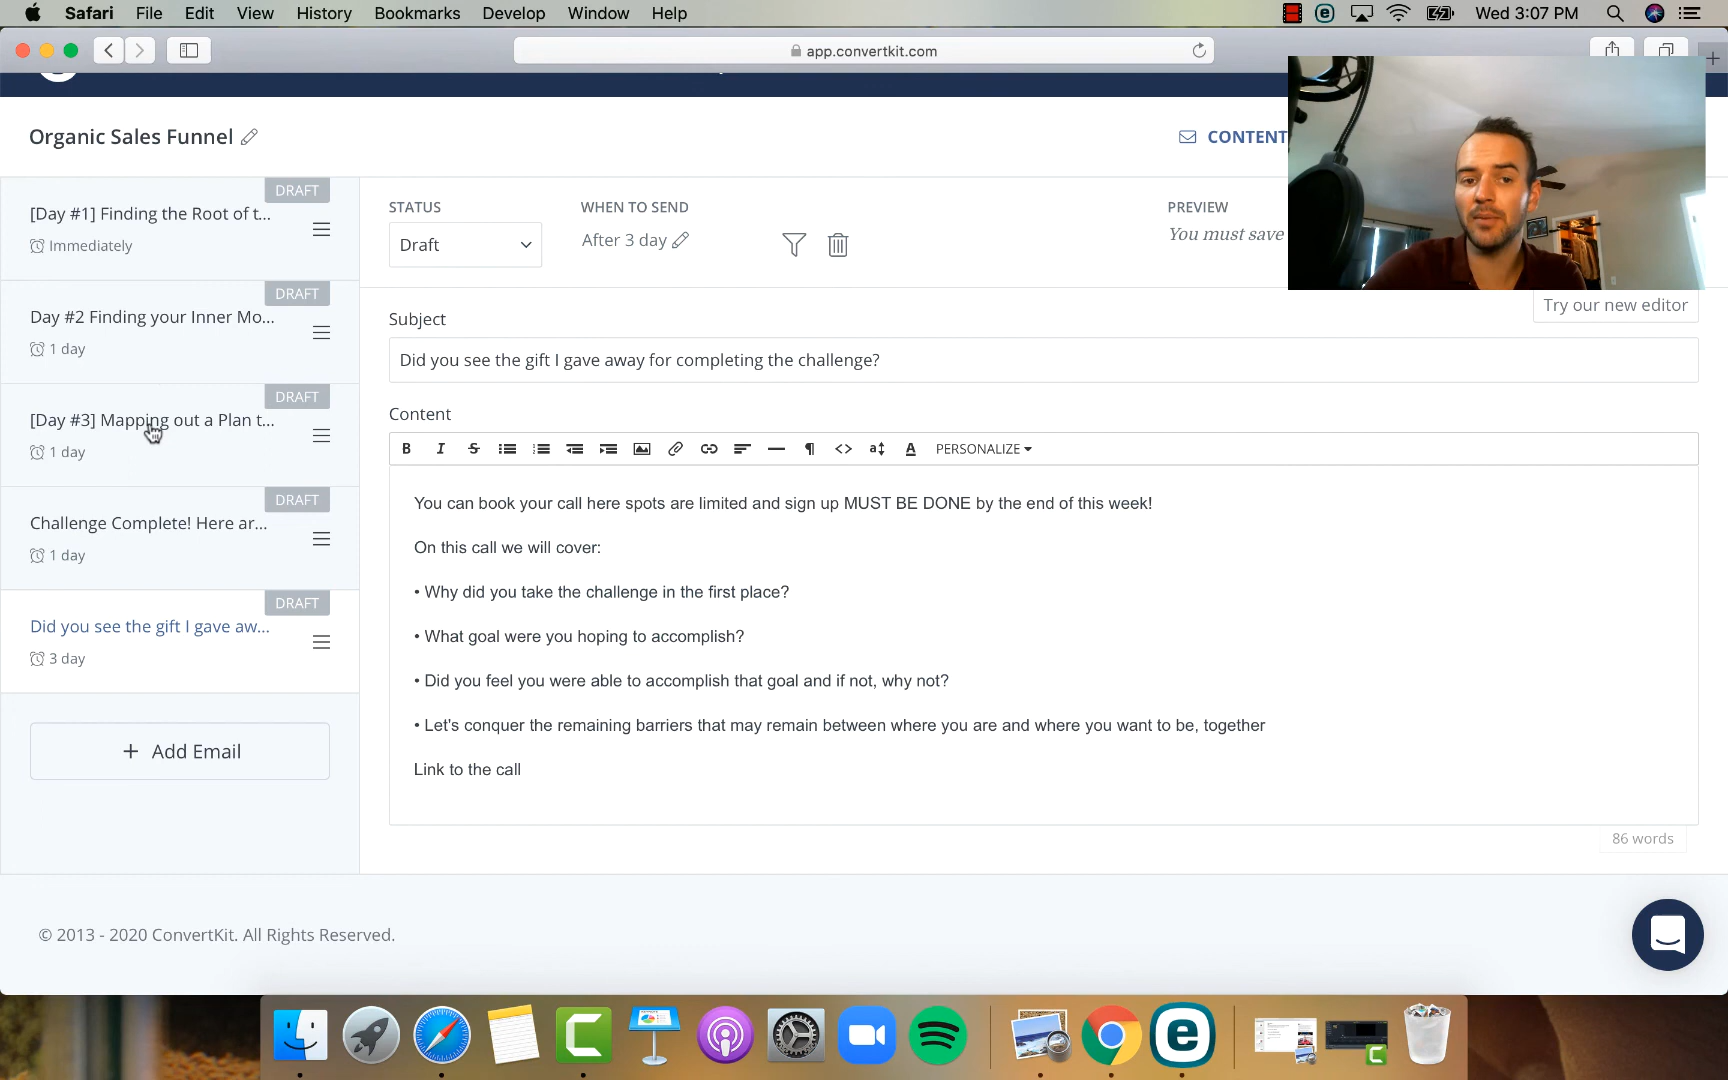 Safari File Edit View History Bookmarks Develop Window Help
Wed 3:07 PM
app.convertkit.com
Organic Sales Funnel
CONTENT
DRAFT
[Day #1] Finding the Root of t...
Immediately
DRAFT
Day #2 Finding your Inner Mo...
1 day
DRAFT
[Day #3] Mapping out a Plan t...
1 day
DRAFT
Challenge Complete! Here ar...
1 day
DRAFT
Did you see the gift I gave aw...
3 day
+ Add Email
STATUS
Draft
WHEN TO SEND
After 3 day
PREVIEW
You must save
Try our new editor
Subject
Did you see the gift I gave away for completing the challenge?
Content
PERSONALIZE
You can book your call here spots are limited and sign up MUST BE DONE by the end of this week!
On this call we will cover:
• Why did you take the challenge in the first place?
• What goal were you hoping to accomplish?
• Did you feel you were able to accomplish that goal and if not, why not?
• Let's conquer the remaining barriers that may remain between where you are and where you want to be, together
Link to the call
86 words
© 2013 - 2020 ConvertKit. All Rights Reserved.